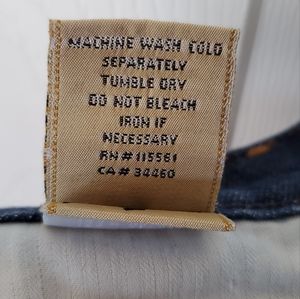 MACHINE WASH COLD
SEPARATELY
TUMBLE DRY
DO NOT BLEACH
IRON IF
NECESSARY
RN# 115561
CA# 34460